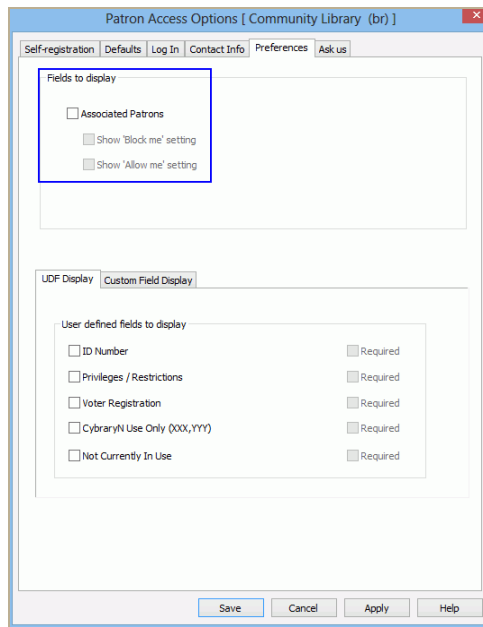 Patron Access Options [ Community Library (br) ]
Self-registration Defaults Log In Contact Info Preferences Ask us
Fields to display
Associated Patrons
Show 'Block me' setting
Show 'Allow me' setting
UDF Display Custom Field Display
User defined fields to display
ID Number Required
Privileges / Restrictions Required
Voter Registration Required
CybraryN Use Only (XXX,YYY) Required
Not Currently In Use Required
Save Cancel Apply Help